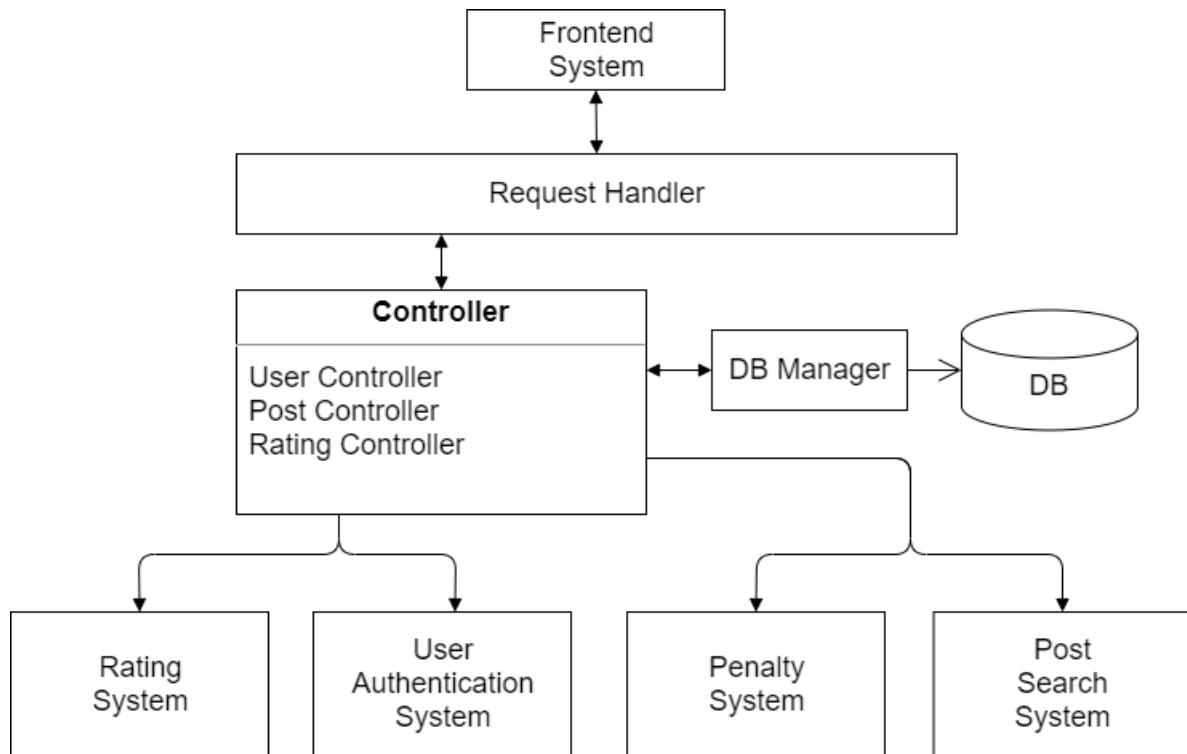 Frontend
System
Request Handler
Controller
User Controller
Post Controller
Rating Controller
DB Manager
DB
Rating
System
User
Authentication
System
Penalty
System
Post
Search
System